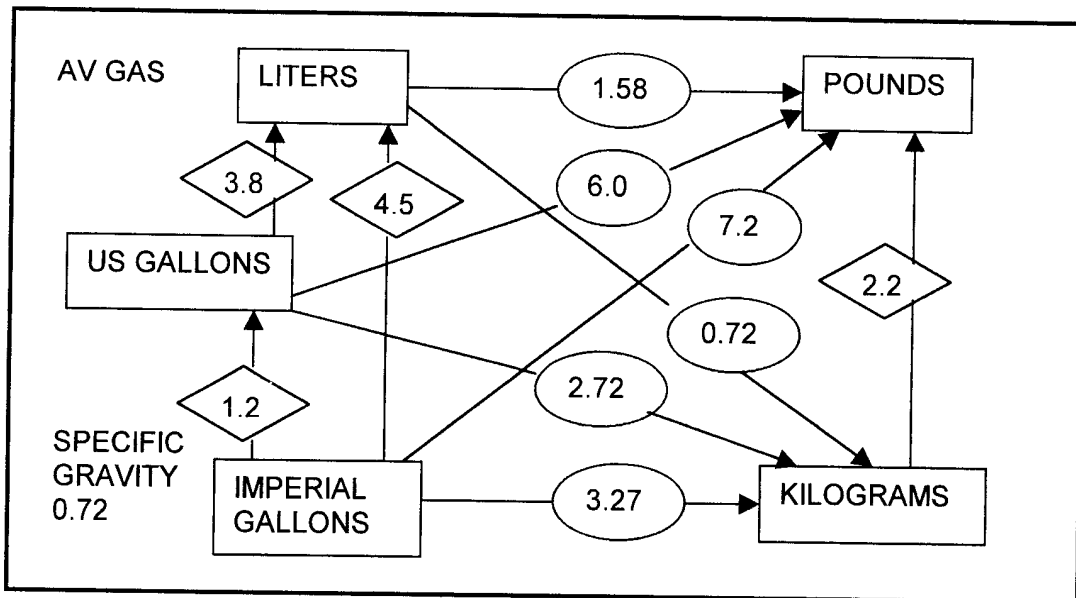 AV GAS
LITERS
1.58
POUNDS
3.8
4.5
6.0
7.2
US GALLONS
2.2
0.72
2.72
1.2
SPECIFIC
GRAVITY
0.72
IMPERIAL
GALLONS
3.27
KILOGRAMS